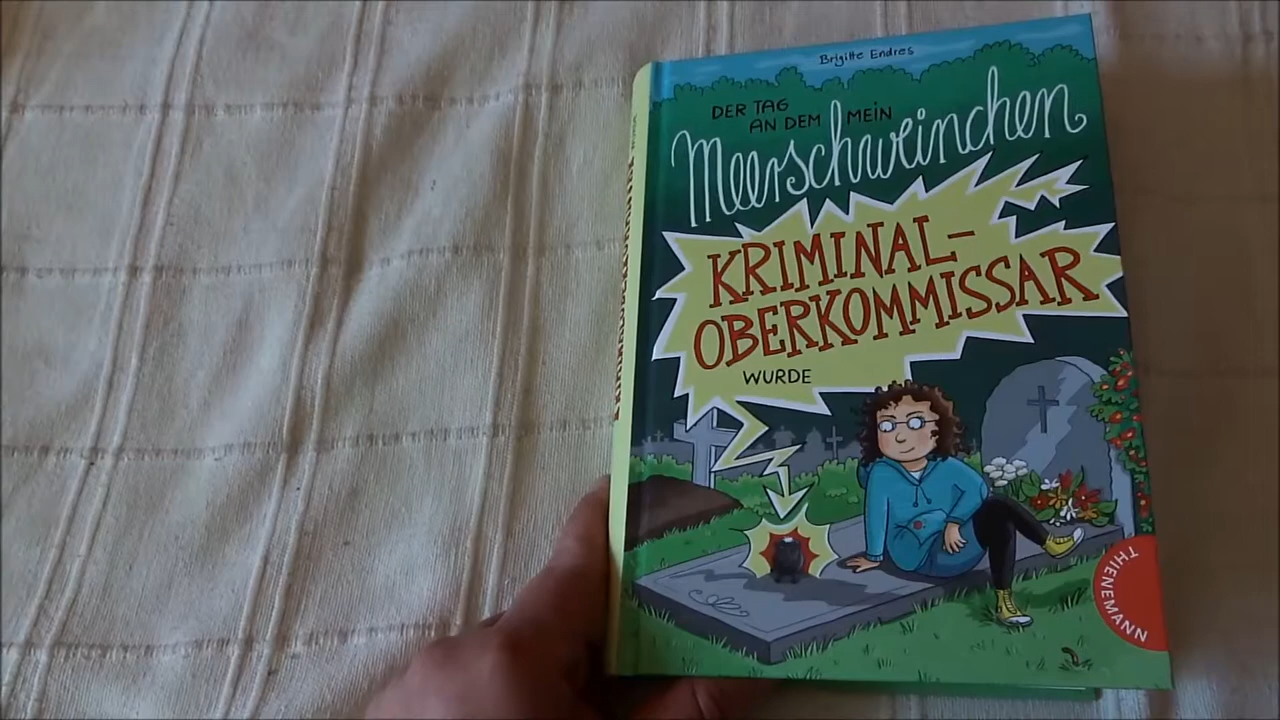 Brigitte Endres
DER TAG
AN DEM MEIN
Meerschweinchen
KRIMINAL-
OBERKOMMISSAR
WURDE
THIENEMANN